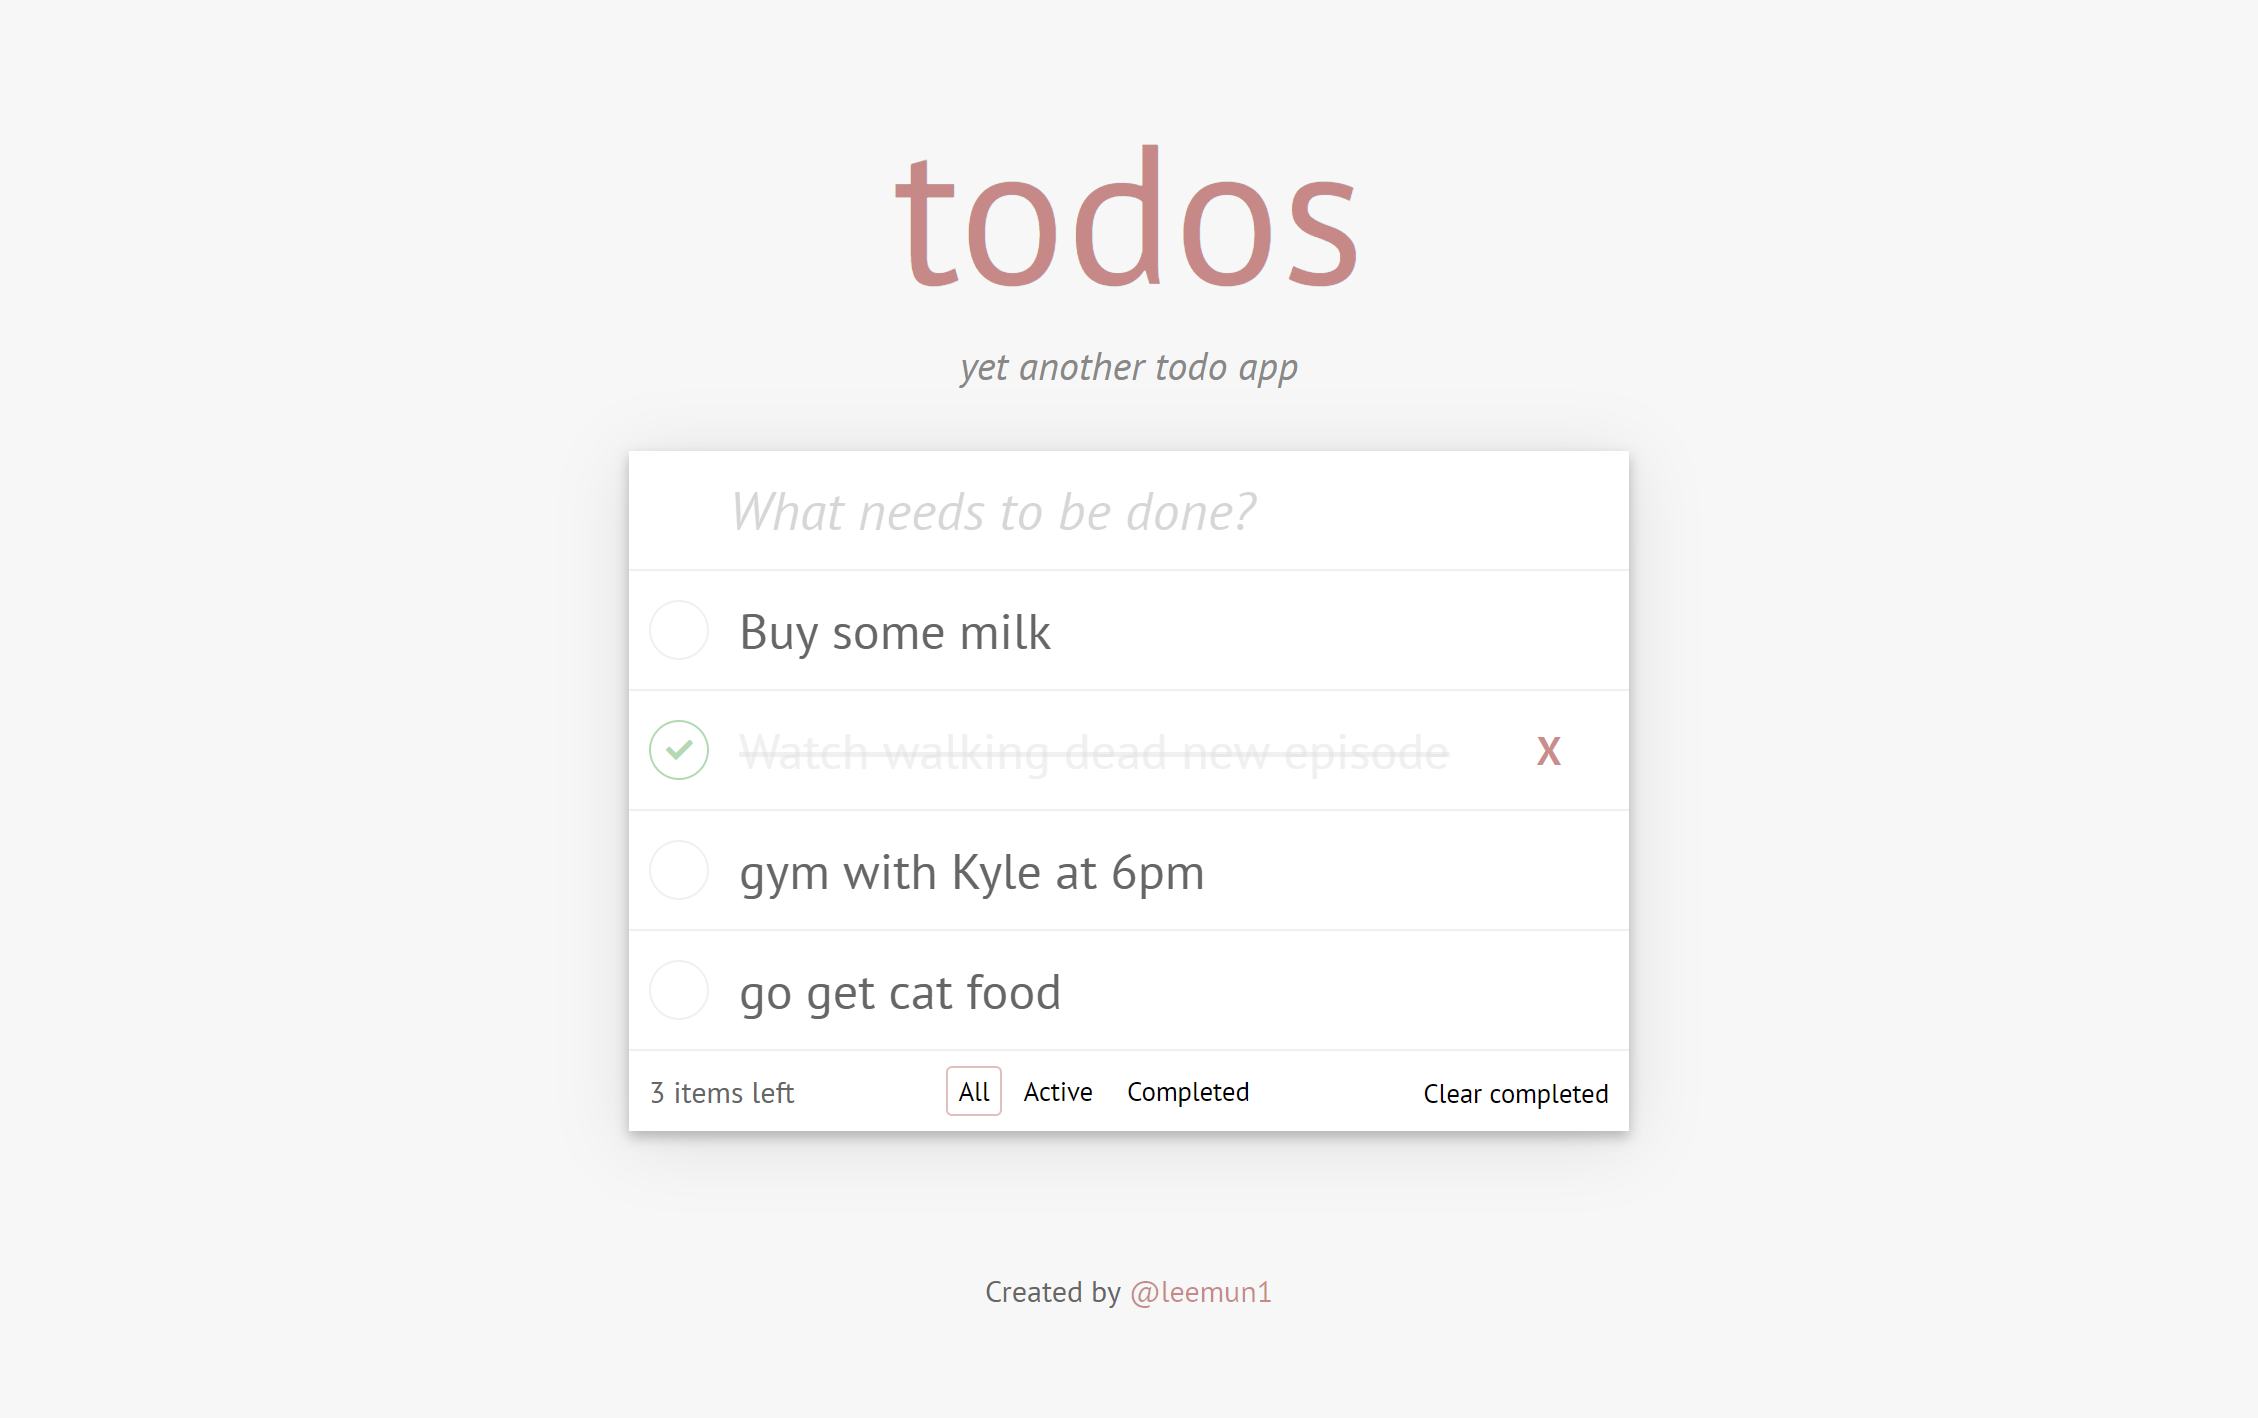 todos
yet another todo app
What needs to be done?
Buy some milk
Watch walking dead new episode X
gym with Kyle at 6pm
go get cat food
3 items left All Active Completed Clear completed
Created by @leemun1